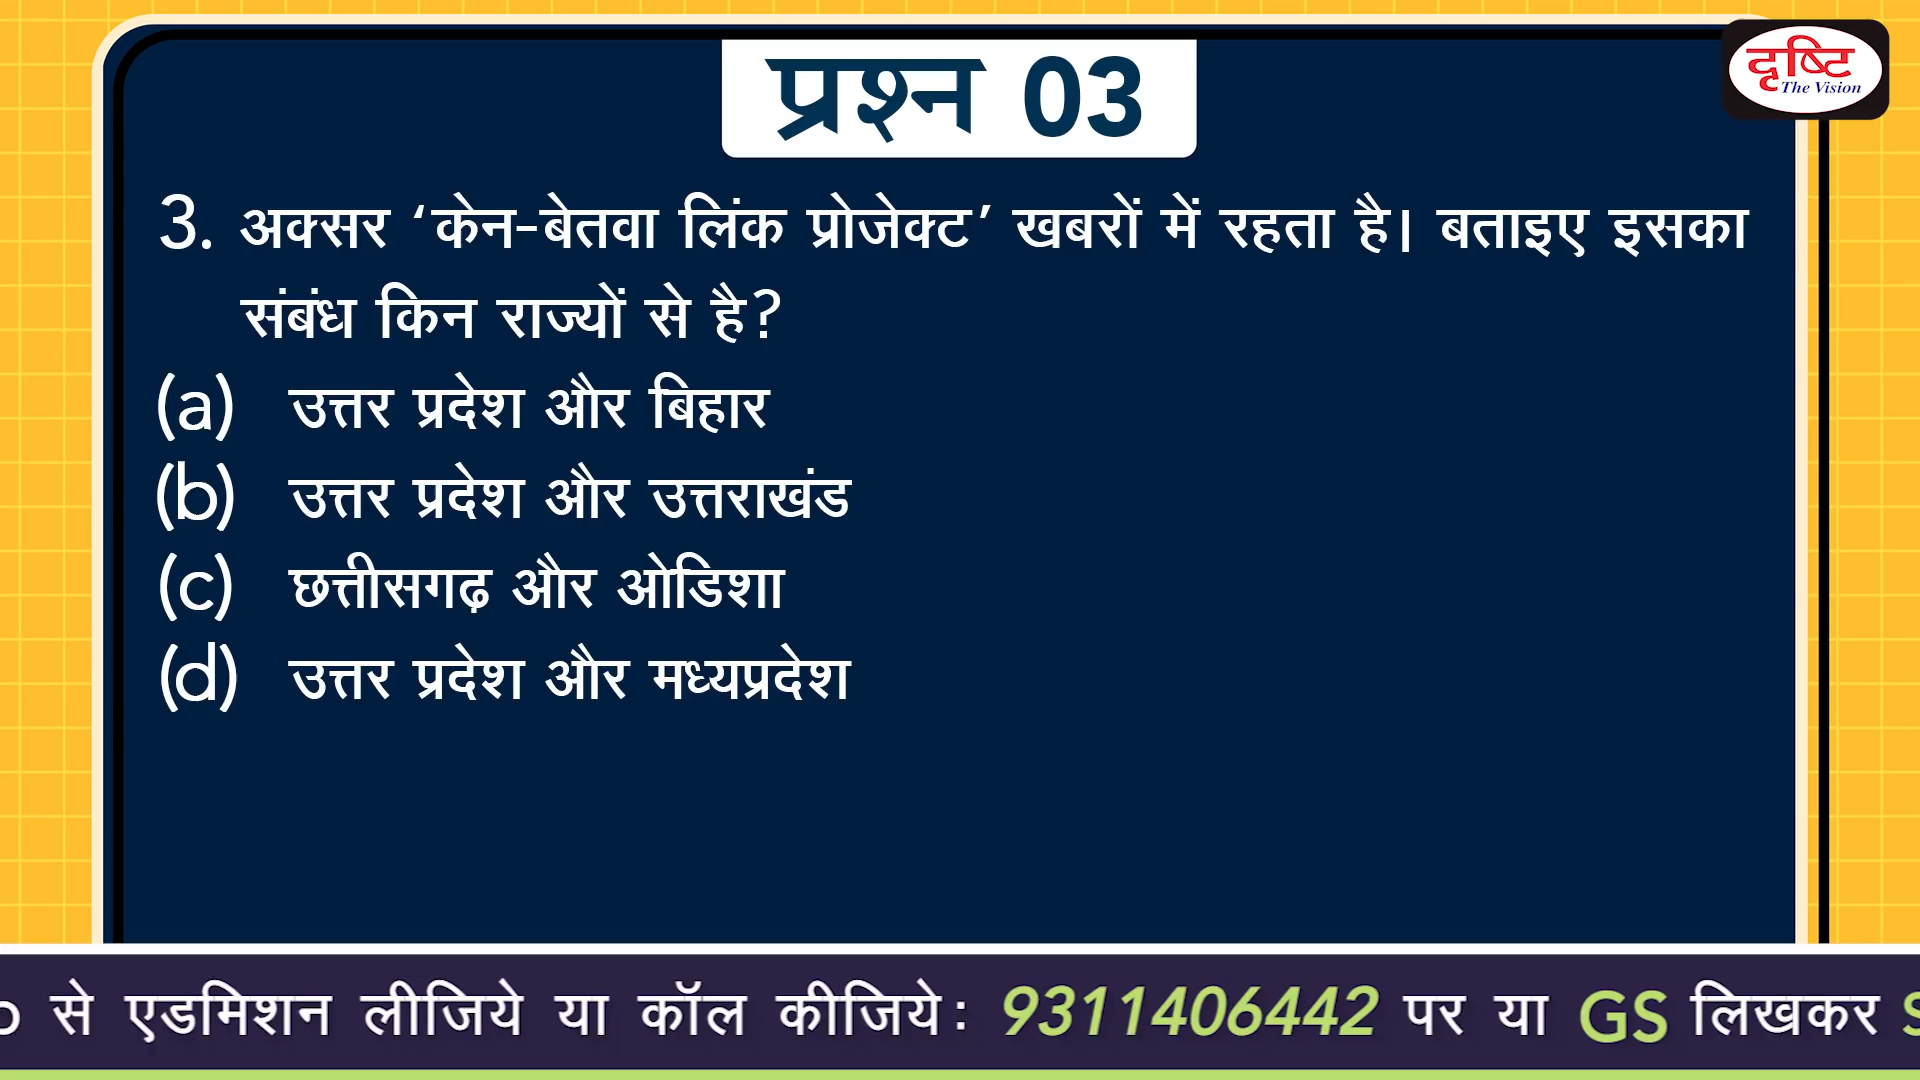 प्रश्न 03
दृष्टि
The Vision
3. अक्सर ‘केन-बेतवा लिंक प्रोजेक्ट’ खबरों में रहता है। बताइए इसका
संबंध किन राज्यों से है?
(a) उत्तर प्रदेश और बिहार
(b) उत्तर प्रदेश और उत्तराखंड
(c) छत्तीसगढ़ और ओडिशा
(d) उत्तर प्रदेश और मध्यप्रदेश
से एडमिशन लीजिये या कॉल कीजिये: 9311406442 पर या GS लिखकर